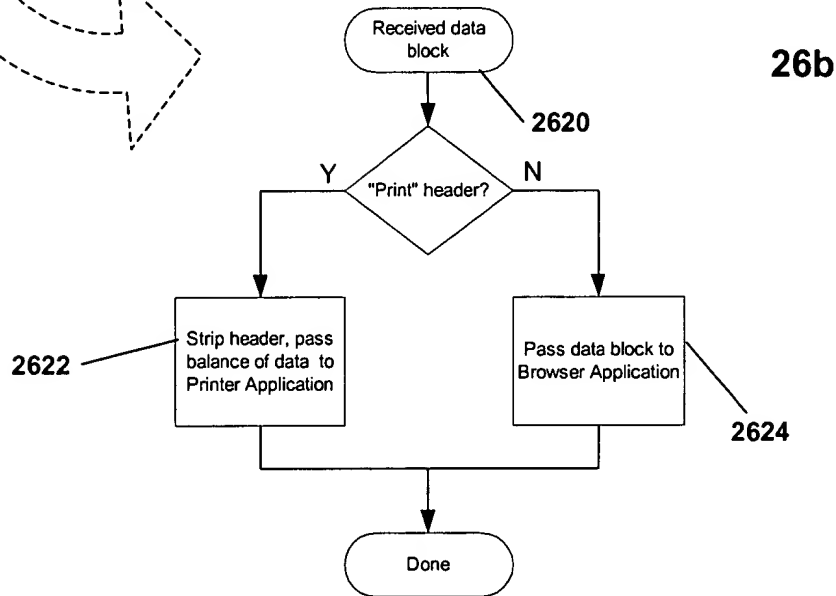 Received data
block
26b
2620
Y
"Print" header?
N
Strip header, pass
balance of data to
Printer Application
2622
Pass data block to
Browser Application
2624
Done